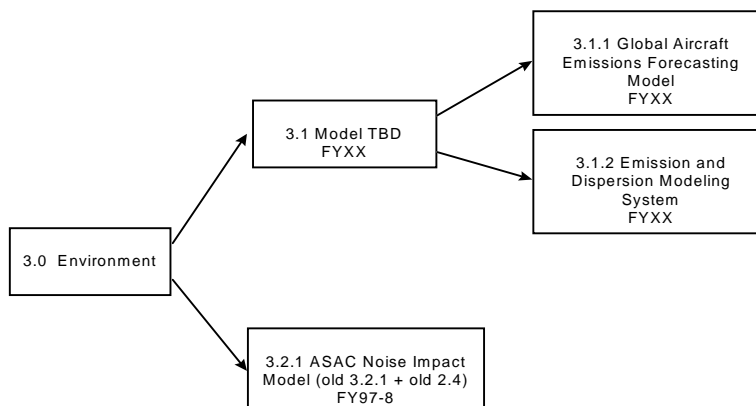 3.0 Environment
3.1 Model TBD
FYXX
3.1.1 Global Aircraft
Emissions Forecasting
Model
FYXX
3.1.2 Emission and
Dispersion Modeling
System
FYXX
3.2.1 ASAC Noise Impact
Model (old 3.2.1 + old 2.4)
FY97-8